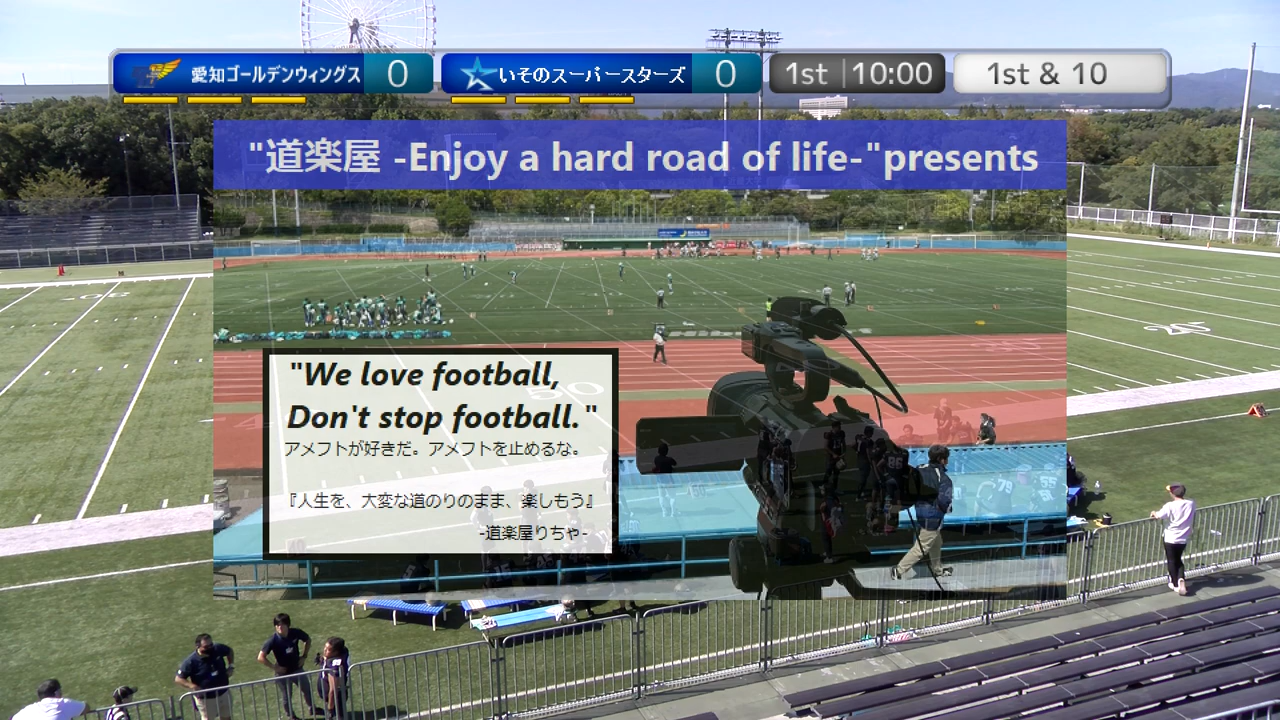 愛知ゴールデンウィングス 0 いそのスーパースターズ 0 1st 10:00 1st & 10
"道楽屋 -Enjoy a hard road of life-"presents
"We love football,
Don't stop football."
アメフトが好きだ。アメフトを止めるな。
『人生を、大変な道のりのまま、楽しもう』
-道楽屋りちゃ-
86
79
55